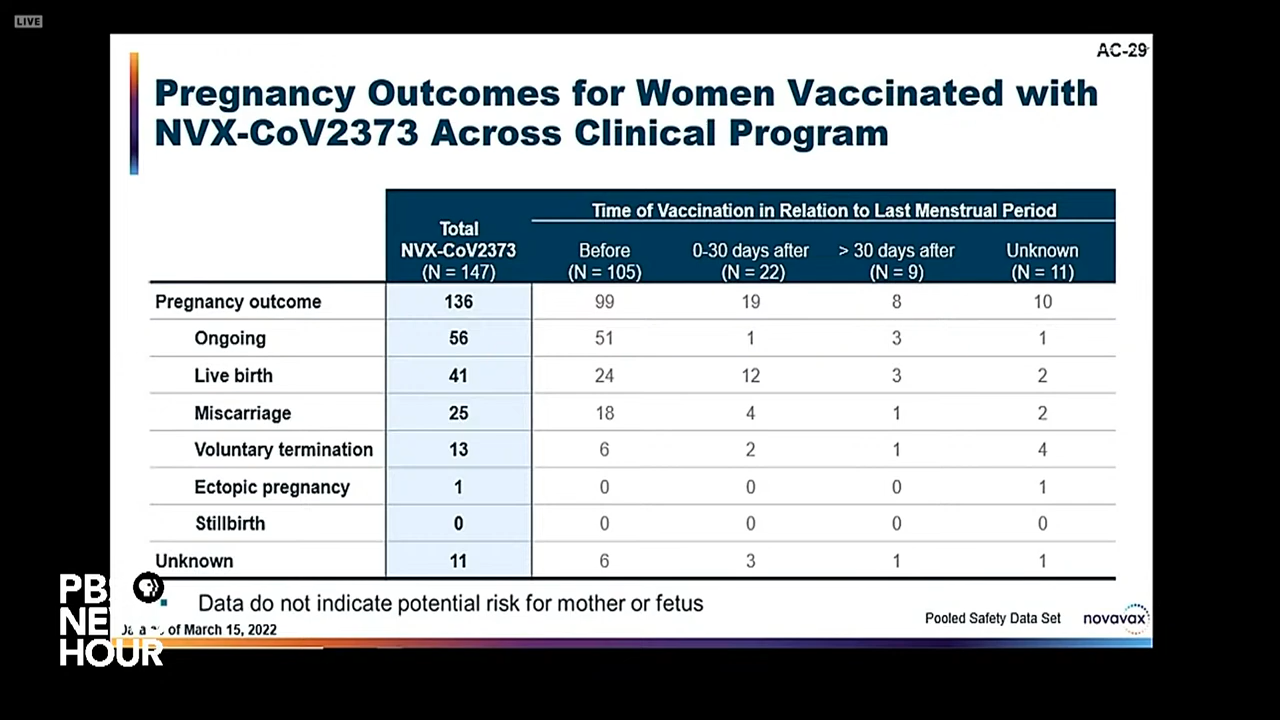 LIVE
AC-29
Pregnancy Outcomes for Women Vaccinated with
NVX-CoV2373 Across Clinical Program
Time of Vaccination in Relation to Last Menstrual Period
Total
NVX-CoV2373
(N = 147)
Before
(N = 105)
0-30 days after
(N = 22)
> 30 days after
(N = 9)
Unknown
(N = 11)
Pregnancy outcome 136 99 19 8 10
Ongoing 56 51 1 3 1
Live birth 41 24 12 3 2
Miscarriage 25 18 4 1 2
Voluntary termination 13 6 2 1 4
Ectopic pregnancy 1 0 0 0 1
Stillbirth 0 0 0 0 0
Unknown 11 6 3 1 1
Data do not indicate potential risk for mother or fetus
of March 15, 2022
Pooled Safety Data Set
novavax
PBS
NEWS
HOUR